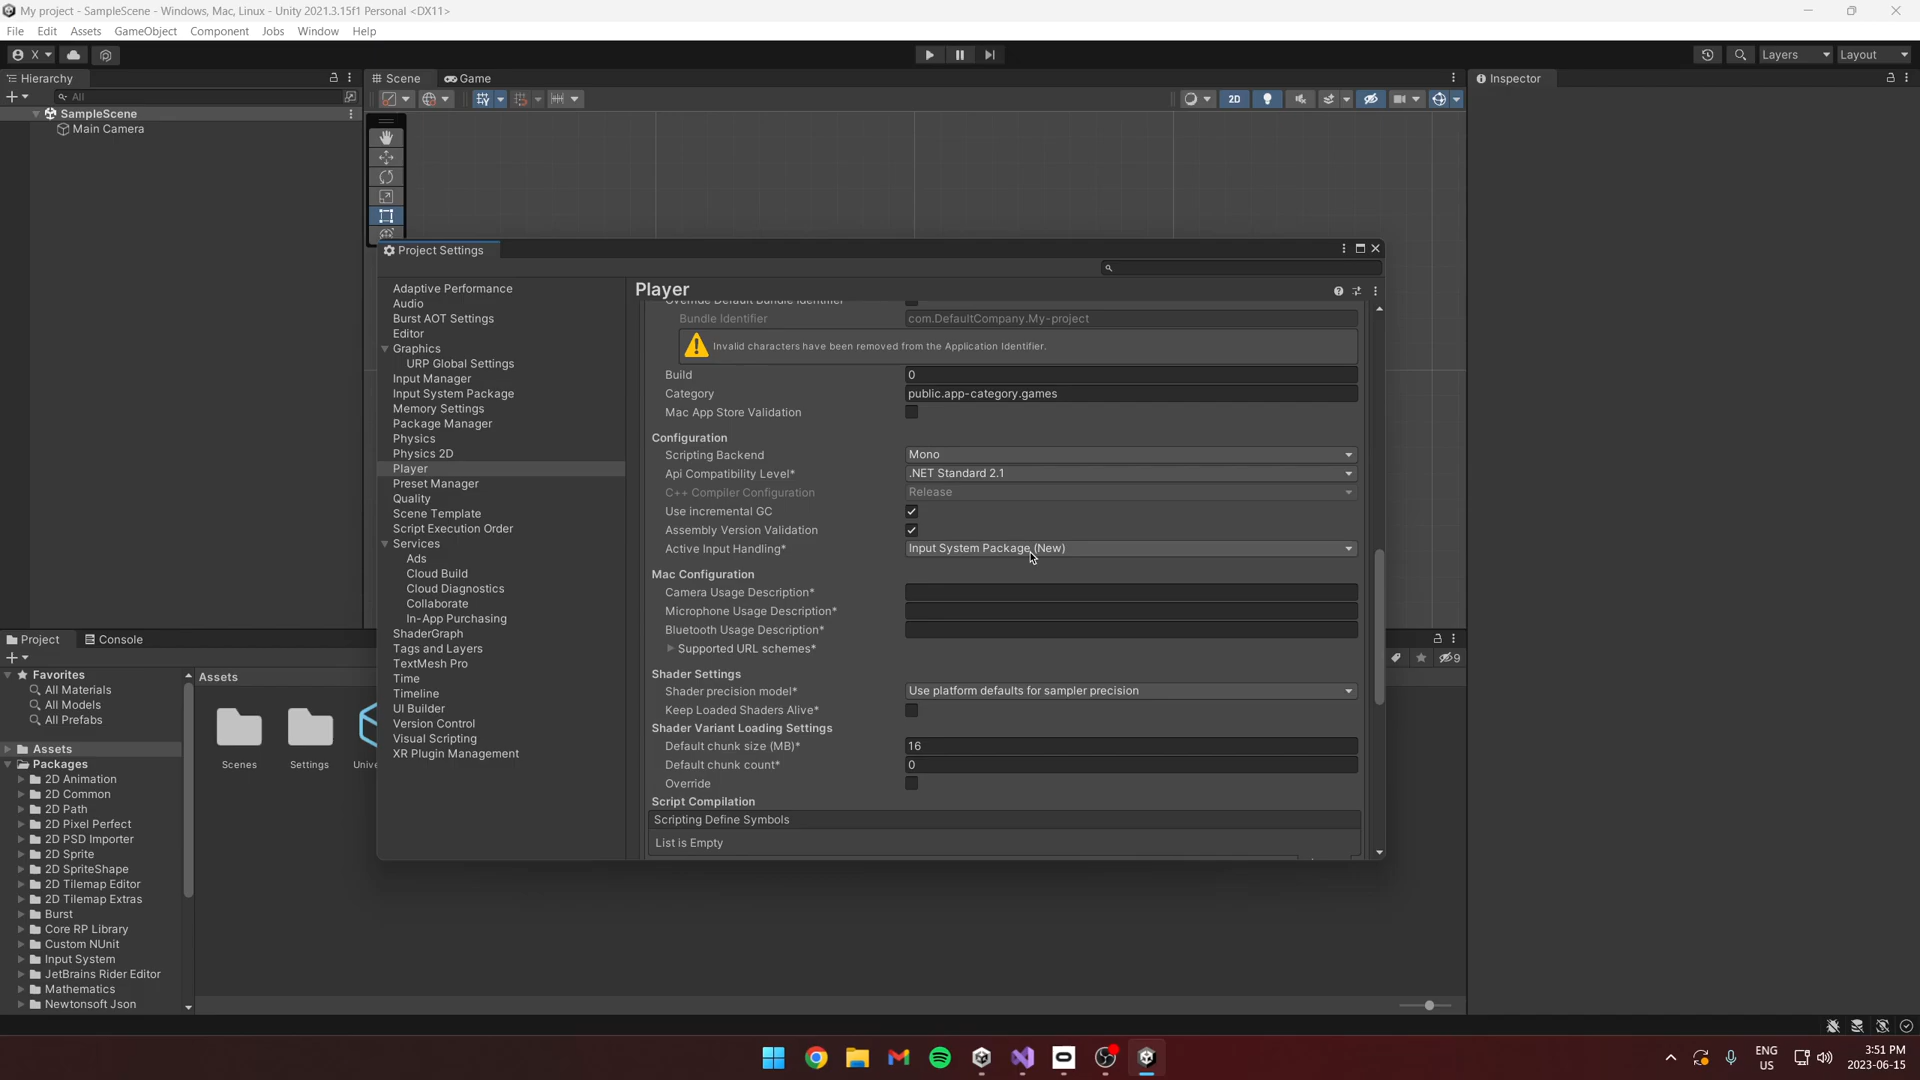 My project - SampleScene - Windows, Mac, Linux - Unity 2021.3.15f1 Personal <DX11>
File Edit Assets GameObject Component Jobs Window Help
X
Layers
Layout
Hierarchy
All
SampleScene
Main Camera
Scene
Game
2D
Inspector
Project Settings
Adaptive Performance
Audio
Burst AOT Settings
Editor
Graphics
URP Global Settings
Input Manager
Input System Package
Memory Settings
Package Manager
Physics
Physics 2D
Player
Preset Manager
Quality
Scene Template
Script Execution Order
Services
Ads
Cloud Build
Cloud Diagnostics
Collaborate
In-App Purchasing
ShaderGraph
Tags and Layers
TextMesh Pro
Time
Timeline
UI Builder
Version Control
Visual Scripting
XR Plugin Management
Player
Override Default Bundle Identifier
Bundle Identifier com.DefaultCompany.My-project
Invalid characters have been removed from the Application Identifier.
Build 0
Category public.app-category.games
Mac App Store Validation
Configuration
Scripting Backend Mono
Api Compatibility Level* .NET Standard 2.1
C++ Compiler Configuration Release
Use incremental GC
Assembly Version Validation
Active Input Handling* Input System Package (New)
Mac Configuration
Camera Usage Description*
Microphone Usage Description*
Bluetooth Usage Description*
Supported URL schemes*
Shader Settings
Shader precision model* Use platform defaults for sampler precision
Keep Loaded Shaders Alive*
Shader Variant Loading Settings
Default chunk size (MB)* 16
Default chunk count* 0
Override
Script Compilation
Scripting Define Symbols
List is Empty
Project
Console
9
Favorites
All Materials
All Models
All Prefabs
Assets
Packages
2D Animation
2D Common
2D Path
2D Pixel Perfect
2D PSD Importer
2D Sprite
2D SpriteShape
2D Tilemap Editor
2D Tilemap Extras
Burst
Core RP Library
Custom NUnit
Input System
JetBrains Rider Editor
Mathematics
Newtonsoft Json
Assets
Scenes
Settings
Unive
ENG
US
3:51 PM
2023-06-15